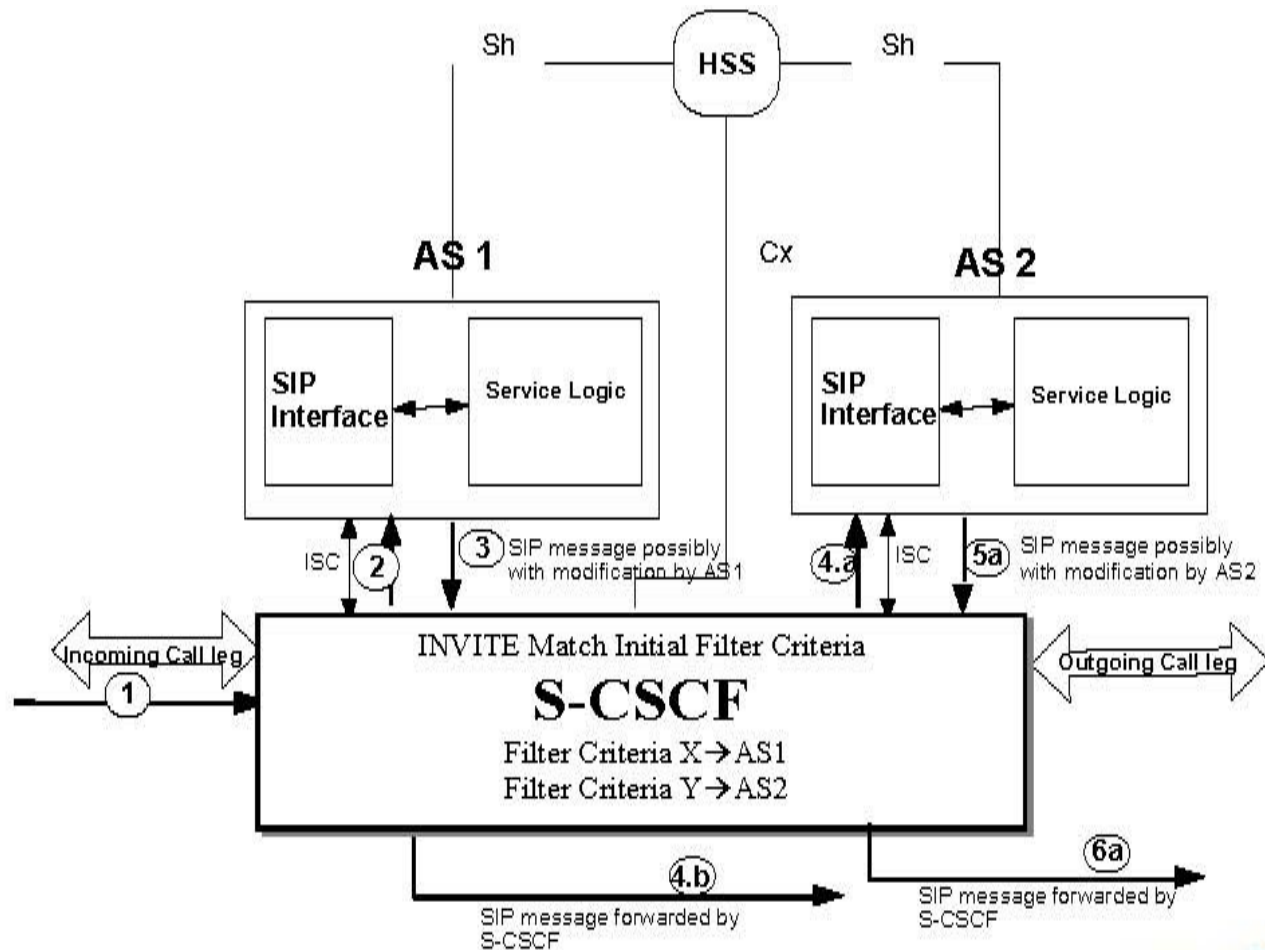 Sh
HSS
Sh
AS 1
Cx
AS 2
SIP
Interface
Service Logic
SIP
Interface
Service Logic
ISC
2
3
SIP message possibly
with modification by AS1
4.a
ISC
5a
SIP message possibly
with modification by AS2
Incoming Call leg
1
INVITE Match Initial Filter Criteria
S-CSCF
Filter Criteria X→AS1
Filter Criteria Y→AS2
Outgoing Call leg
4.b
SIP message forwarded by
S-CSCF
6a
SIP message forwarded by
S-CSCF